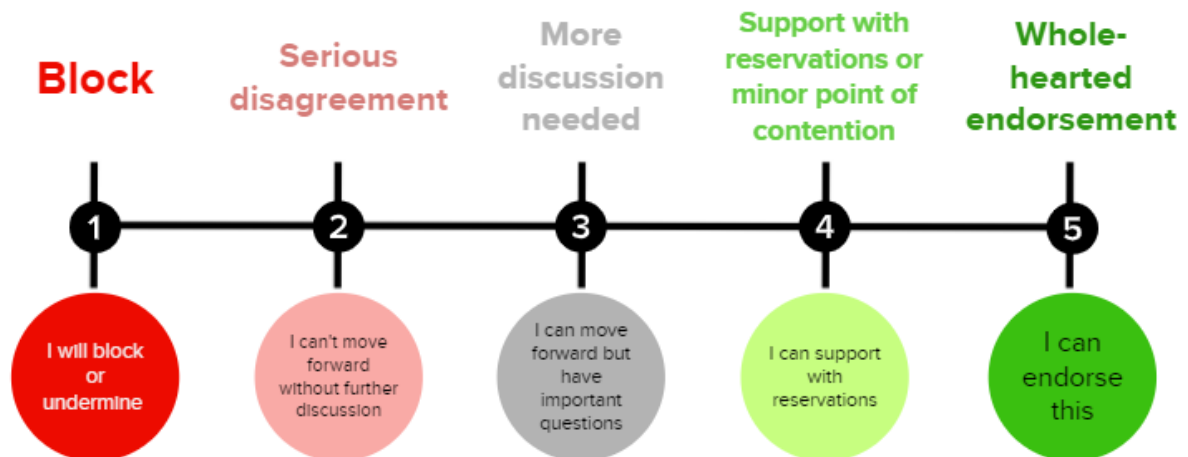 Block
Serious
disagreement
More
discussion
needed
Support with
reservations or
minor point of
contention
Whole-
hearted
endorsement
1
2
3
4
5
I will block
or
undermine
I can't move
forward
without further
discussion
I can move
forward but
have
important
questions
I can support
with
reservations
I can
endorse
this